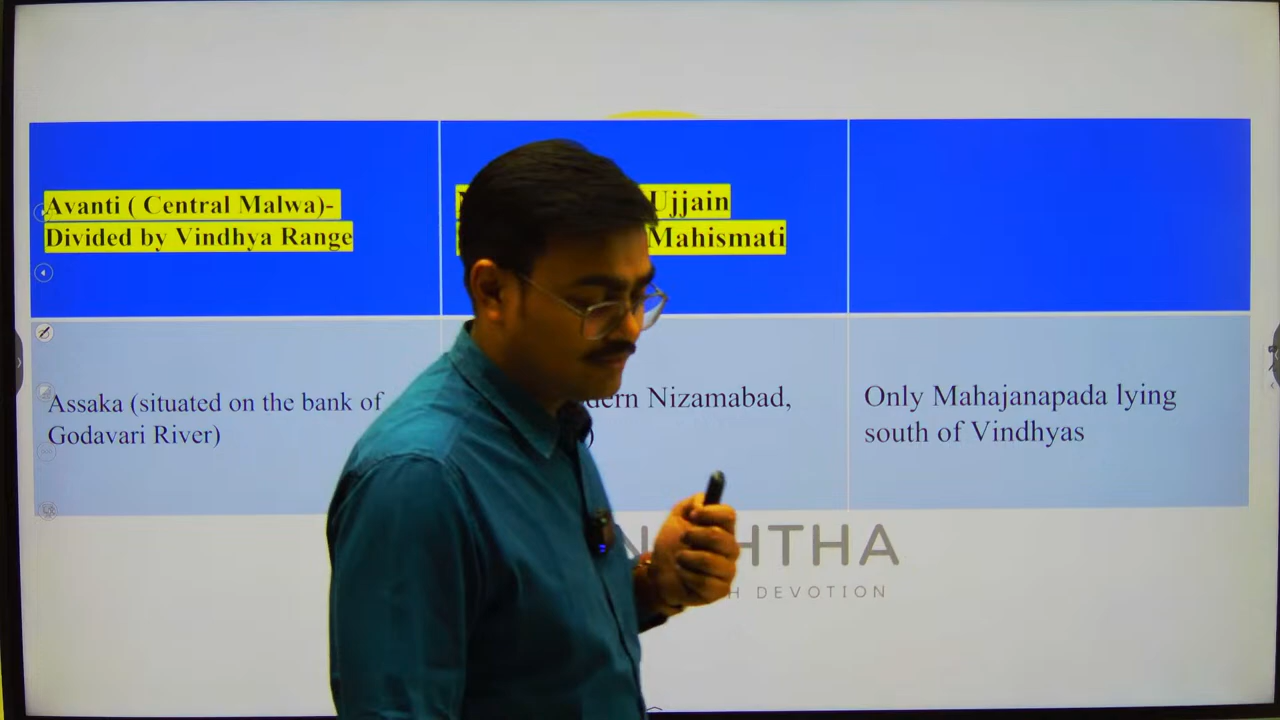 Avanti ( Central Malwa)-
Divided by Vindhya Range
Ujjain
Mahismati
Assaka (situated on the bank of
Godavari River)
Nizamabad,
)
Only Mahajanapada lying
south of Vindhyas
HTHA
H DEVOTION